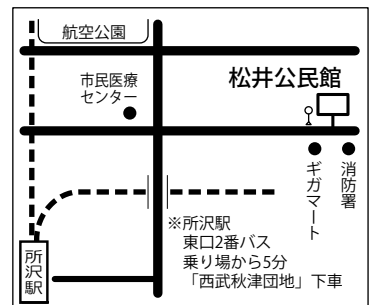 航空公園
市民医療
センター
松井公民館
ギガマート
消防署
所沢駅
※所沢駅
東口2番バス
乗り場から5分
「西武秋津団地」下車